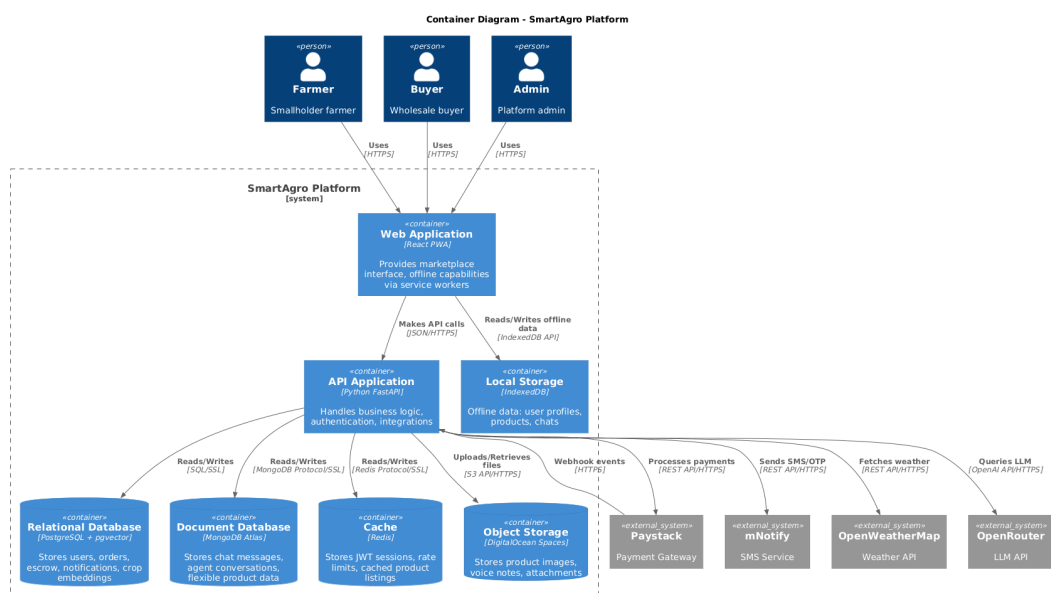 Container Diagram - SmartAgro Platform
«person»
Farmer
Smallholder farmer
«person»
Buyer
Wholesale buyer
«person»
Admin
Platform admin
Uses
[HTTPS]
Uses
[HTTPS]
Uses
[HTTPS]
SmartAgro Platform
[system]
«container»
Web Application
[React PWA]
Provides marketplace
interface, offline capabilities
via service workers
Makes API calls
[JSON/HTTPS]
Reads/Writes offline
data
[IndexedDB API]
«container»
API Application
[Python FastAPI]
Handles business logic,
authentication, integrations
«container»
Local Storage
[IndexedDB]
Offline data: user profiles,
products, chats
Reads/Writes
[SQL/SSL]
Reads/Writes
[MongoDB Protocol/SSL]
Reads/Writes
[Redis Protocol/SSL]
Uploads/Retrieves
files
[S3 API/HTTPS]
Webhook events
[HTTPS]
Processes payments
[REST API/HTTPS]
Sends SMS/OTP
[REST API/HTTPS]
Fetches weather
[REST API/HTTPS]
Queries LLM
[OpenAI API/HTTPS]
«container»
Relational Database
[PostgreSQL + pgvector]
Stores users, orders,
escrow, notifications, crop
embeddings
«container»
Document Database
[MongoDB Atlas]
Stores chat messages,
agent conversations,
flexible product data
«container»
Cache
[Redis]
Stores JWT sessions, rate
limits, cached product
listings
«container»
Object Storage
[DigitalOcean Spaces]
Stores product images,
voice notes, attachments
«external_system»
Paystack
Payment Gateway
«external_system»
mNotify
SMS Service
«external_system»
OpenWeatherMap
Weather API
«external_system»
OpenRouter
LLM API